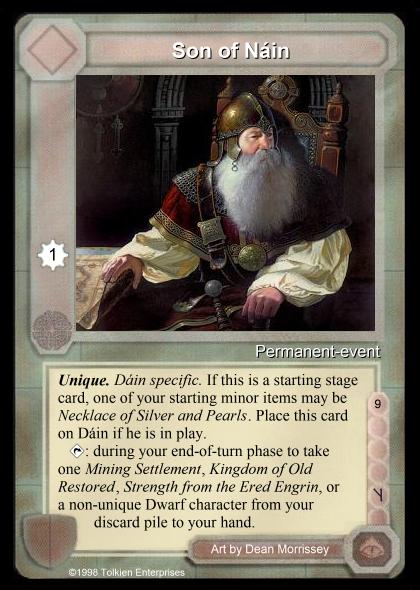 Son of Náin
1
Permanent-event
Unique. Dáin specific. If this is a starting stage
card, one of your starting minor items may be
Necklace of Silver and Pearls. Place this card
on Dáin if he is in play.
: during your end-of-turn phase to take
one Mining Settlement, Kingdom of Old
Restored, Strength from the Ered Engrin, or
a non-unique Dwarf character from your
discard pile to your hand.
9
Art by Dean Morrissey
©1998 Tolkien Enterprises